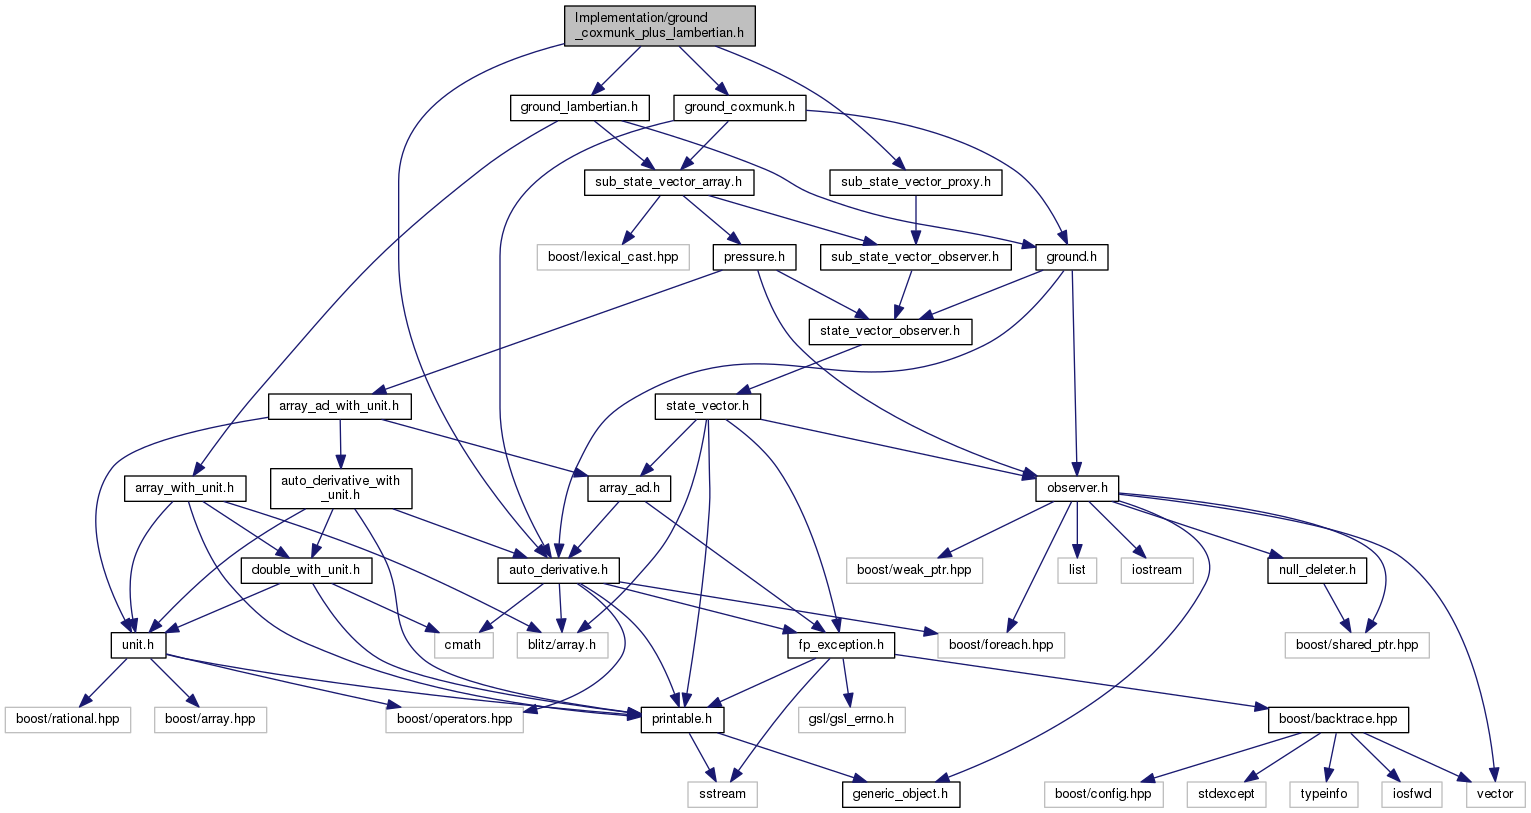 Implementation/ground
_coxmunk_plus_lambertian.h
ground_lambertian.h
ground_coxmunk.h
sub_state_vector_array.h
sub_state_vector_proxy.h
boost/lexical_cast.hpp
pressure.h
sub_state_vector_observer.h
ground.h
state_vector_observer.h
array_ad_with_unit.h
state_vector.h
array_with_unit.h
auto_derivative_with
_unit.h
array_ad.h
observer.h
double_with_unit.h
auto_derivative.h
boost/weak_ptr.hpp
list
iostream
null_deleter.h
unit.h
cmath
blitz/array.h
fp_exception.h
boost/foreach.hpp
boost/shared_ptr.hpp
boost/rational.hpp
boost/array.hpp
boost/operators.hpp
printable.h
gsl/gsl_errno.h
boost/backtrace.hpp
sstream
generic_object.h
boost/config.hpp
stdexcept
typeinfo
iosfwd
vector